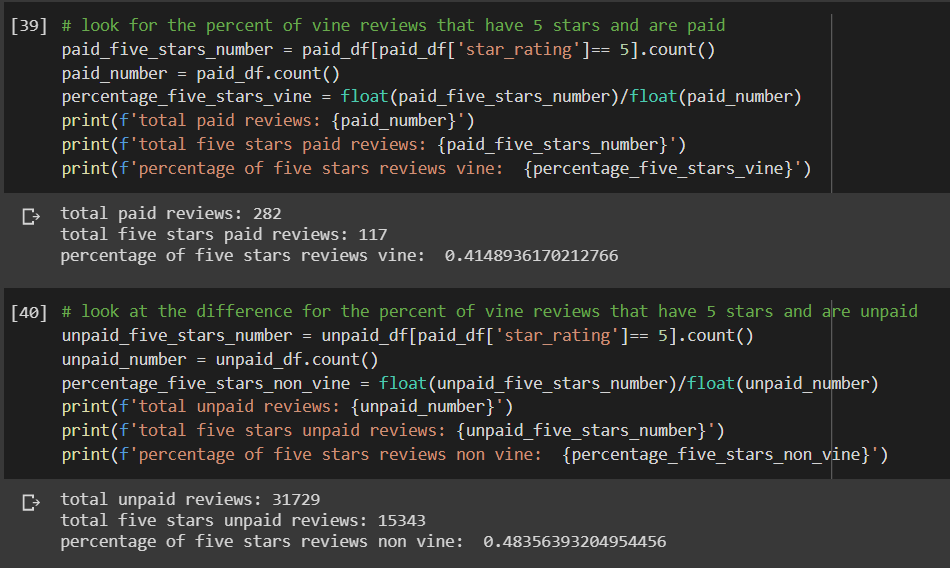 [39] # look for the percent of vine reviews that have 5 stars and are paid
paid_five_stars_number = paid_df[paid_df['star_rating']== 5].count()
paid_number = paid_df.count()
percentage_five_stars_vine = float(paid_five_stars_number)/float(paid_number)
print(f'total paid reviews: {paid_number}')
print(f'total five stars paid reviews: {paid_five_stars_number}')
print(f'percentage of five stars reviews vine:  {percentage_five_stars_vine}')
total paid reviews: 282
total five stars paid reviews: 117
percentage of five stars reviews vine:  0.4148936170212766
[40] # look at the difference for the percent of vine reviews that have 5 stars and are unpaid
unpaid_five_stars_number = unpaid_df[paid_df['star_rating']== 5].count()
unpaid_number = unpaid_df.count()
percentage_five_stars_non_vine = float(unpaid_five_stars_number)/float(unpaid_number)
print(f'total unpaid reviews: {unpaid_number}')
print(f'total five stars unpaid reviews: {unpaid_five_stars_number}')
print(f'percentage of five stars reviews non vine:  {percentage_five_stars_non_vine}')
total unpaid reviews: 31729
total five stars unpaid reviews: 15343
percentage of five stars reviews non vine:  0.48356393204954456